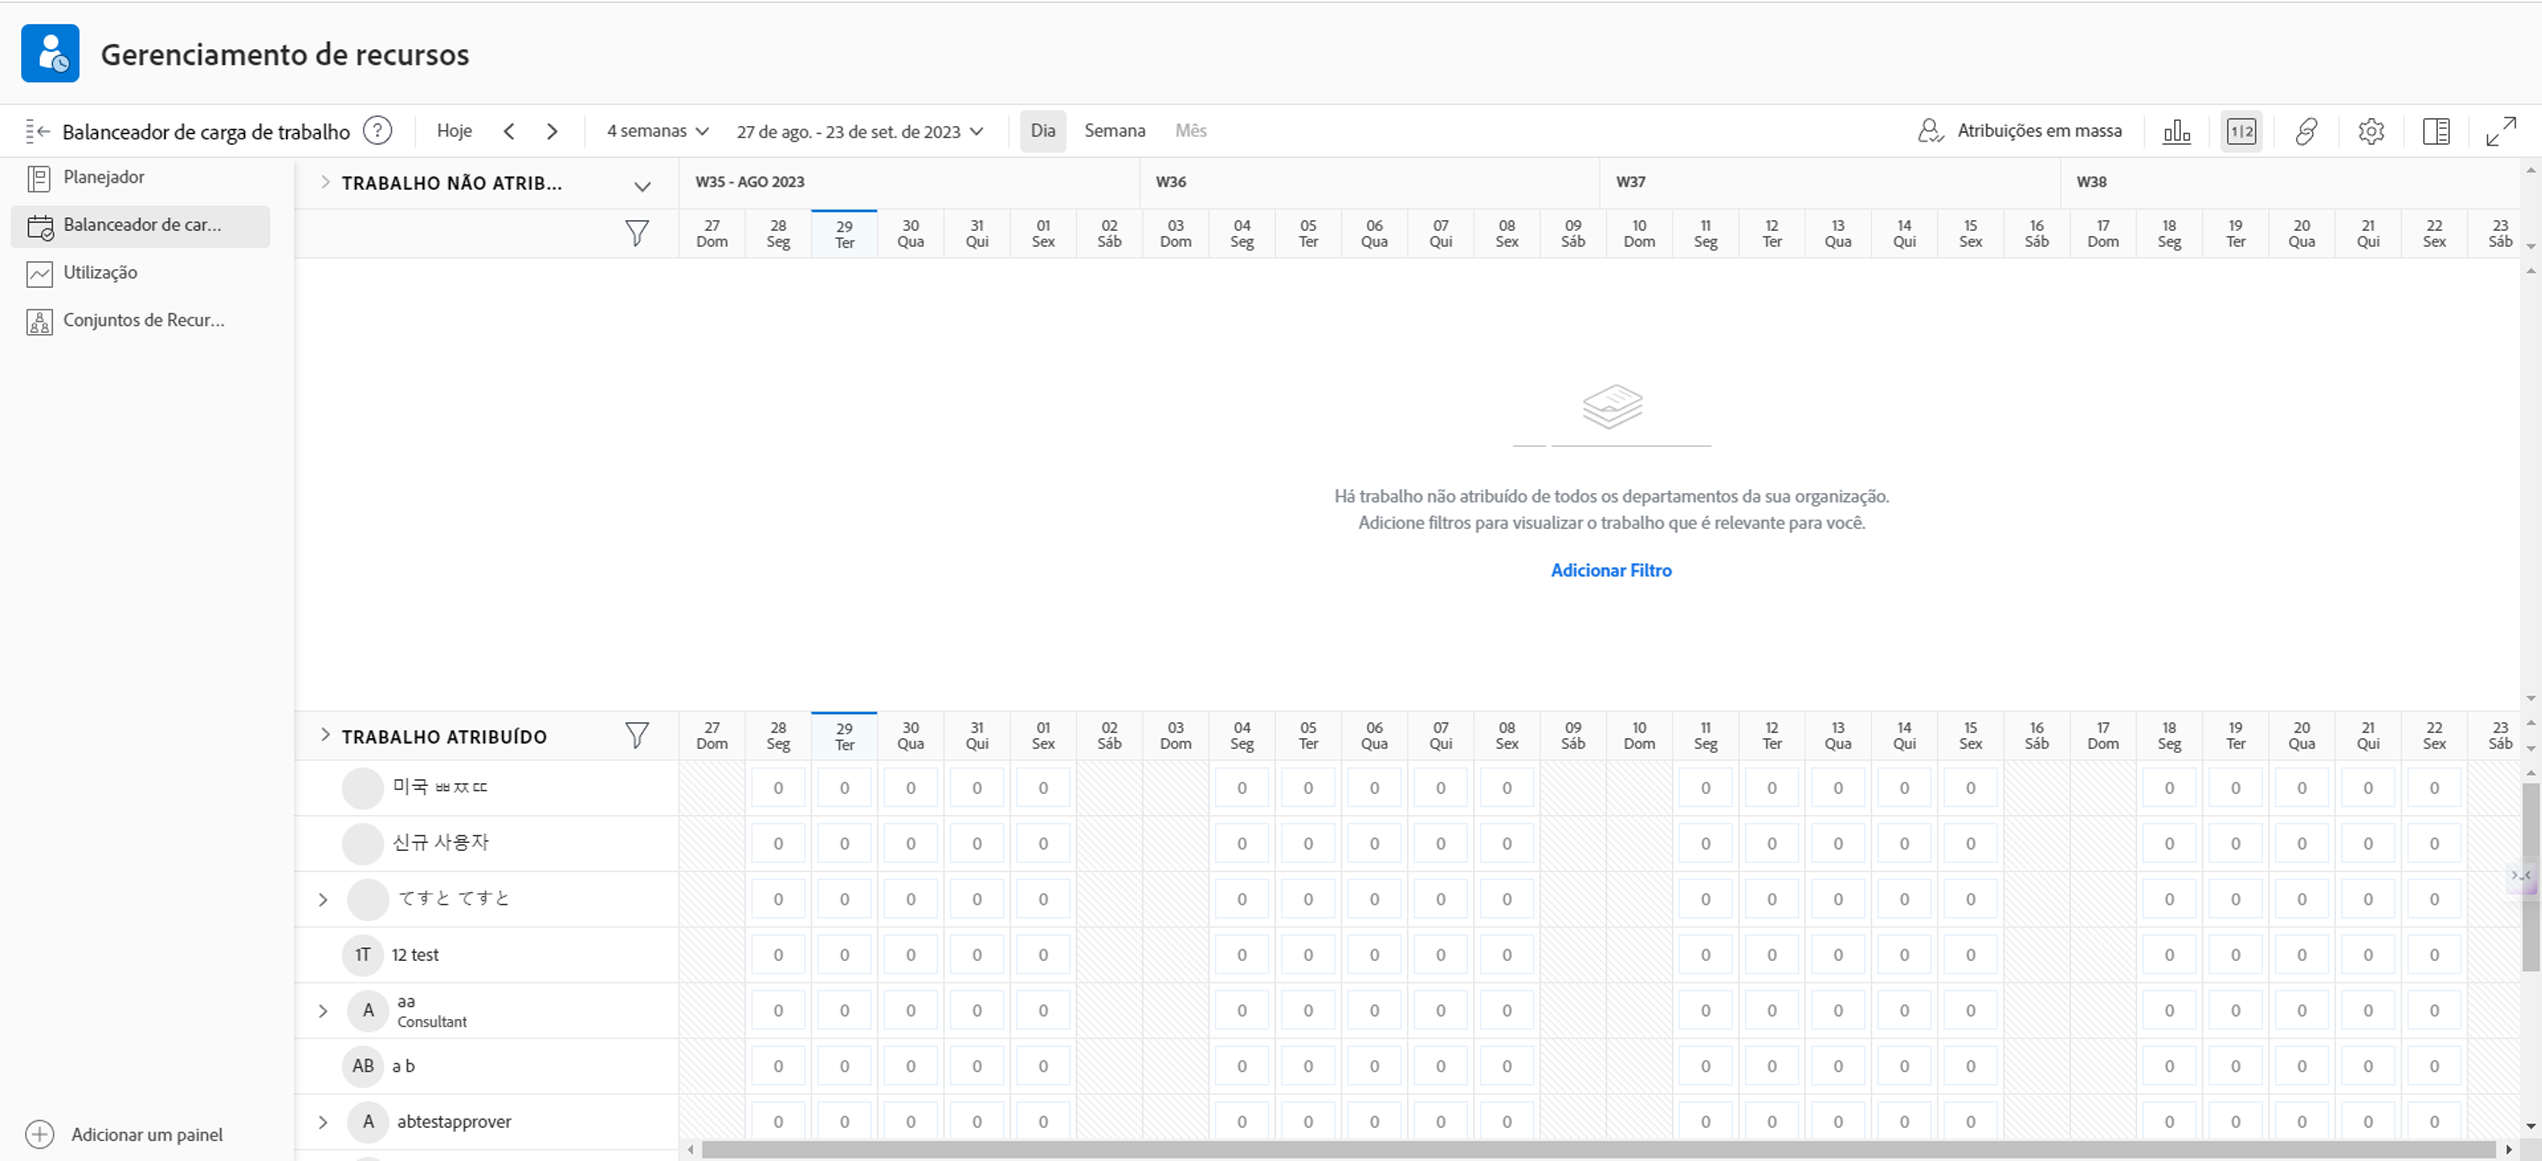 Gerenciamento de recursos
Balanceador de carga de trabalho ? Hoje 4 semanas 27 de ago. - 23 de set. de 2023 Dia Semana Mês Atribuições em massa 1|2
Planejador
Balanceador de car...
Utilização
Conjuntos de Recur...
TRABALHO NÃO ATRIB... W35 - AGO 2023 W36 W37 W38
27 28 29 30 31 01 02 03 04 05 06 07 08 09 10 11 12 13 14 15 16 17 18 19 20 21 22 23
Dom Seg Ter Qua Qui Sex Sáb Dom Seg Ter Qua Qui Sex Sáb Dom Seg Ter Qua Qui Sex Sáb Dom Seg Ter Qua Qui Sex Sáb
Há trabalho não atribuído de todos os departamentos da sua organização.
Adicione filtros para visualizar o trabalho que é relevante para você.
Adicionar Filtro
TRABALHO ATRIBUÍDO
27 28 29 30 31 01 02 03 04 05 06 07 08 09 10 11 12 13 14 15 16 17 18 19 20 21 22 23
Dom Seg Ter Qua Qui Sex Sáb Dom Seg Ter Qua Qui Sex Sáb Dom Seg Ter Qua Qui Sex Sáb Dom Seg Ter Qua Qui Sex Sáb
미국 ㅃㅉㄸ 0 0 0 0 0 0 0 0 0 0 0 0 0 0 0 0 0 0 0 0
신규 사용자 0 0 0 0 0 0 0 0 0 0 0 0 0 0 0 0 0 0 0 0
てすと てすと 0 0 0 0 0 0 0 0 0 0 0 0 0 0 0 0 0 0 0 0
1T 12 test 0 0 0 0 0 0 0 0 0 0 0 0 0 0 0 0 0 0 0 0
A aa 0 0 0 0 0 0 0 0 0 0 0 0 0 0 0 0 0 0 0 0
Consultant
AB a b 0 0 0 0 0 0 0 0 0 0 0 0 0 0 0 0 0 0 0 0
A abtestapprover 0 0 0 0 0 0 0 0 0 0 0 0 0 0 0 0 0 0 0 0
Adicionar um painel